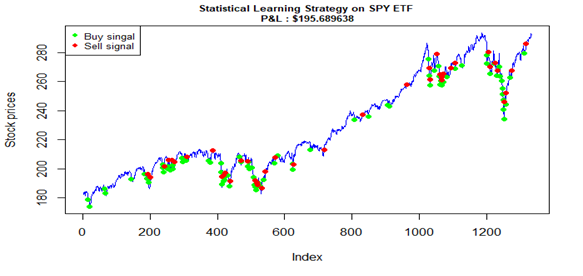 Statistical Learning Strategy on SPY ETF
P&L : $195.689638
Buy singal
Sell signal
Stock prices
280
260
240
220
200
180
0 200 400 600 800 1000 1200
Index